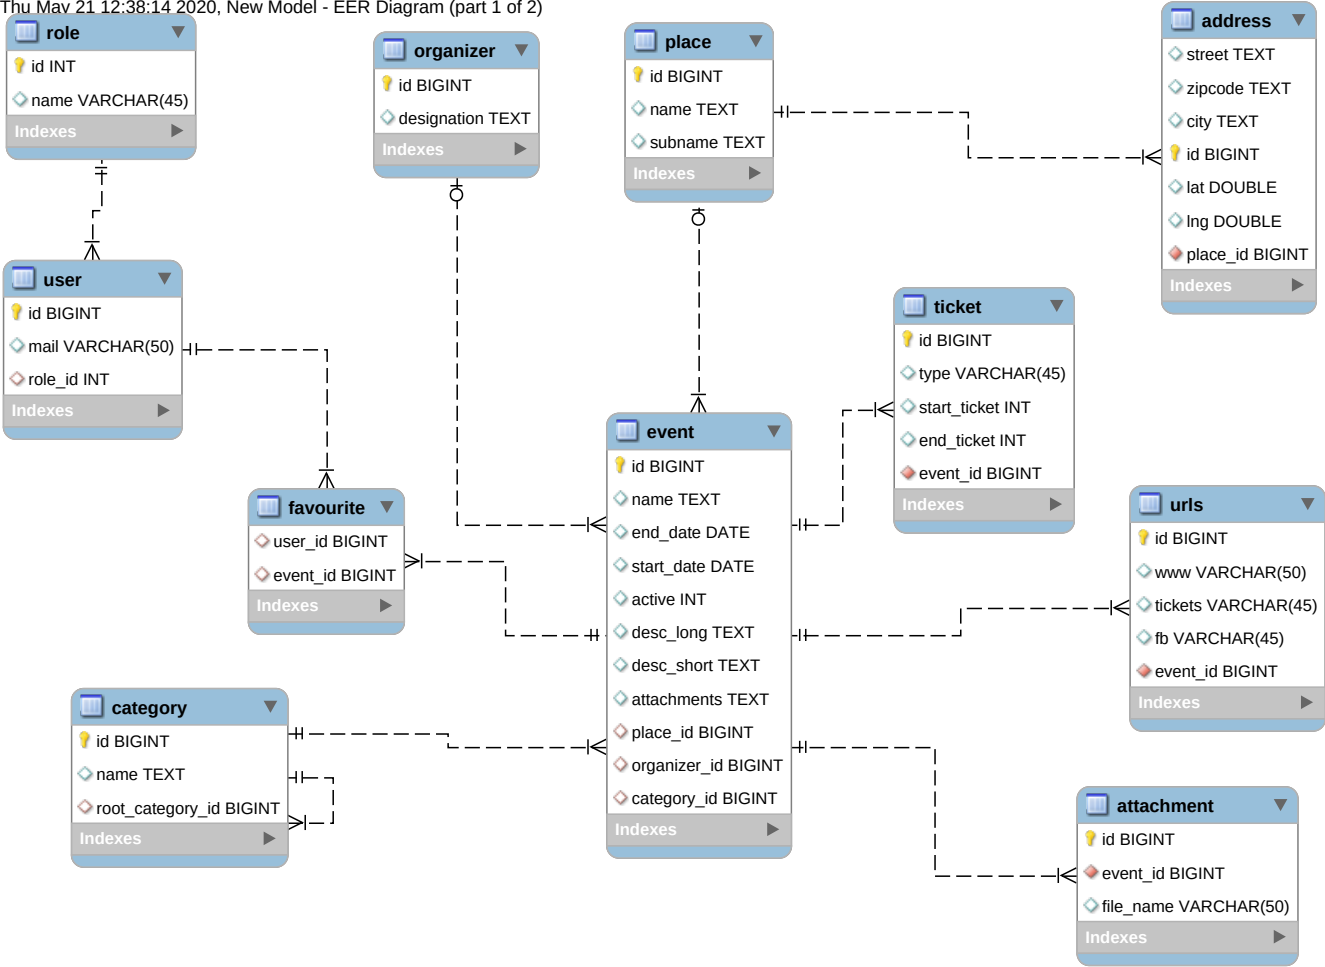 Thu May 21 12:38:14 2020, New Model - EER Diagram (part 1 of 2)
role
id INT
name VARCHAR(45)
Indexes
organizer
id BIGINT
designation TEXT
Indexes
place
id BIGINT
name TEXT
subname TEXT
Indexes
address
street TEXT
zipcode TEXT
city TEXT
id BIGINT
lat DOUBLE
lng DOUBLE
place_id BIGINT
Indexes
user
id BIGINT
mail VARCHAR(50)
role_id INT
Indexes
ticket
id BIGINT
type VARCHAR(45)
start_ticket INT
end_ticket INT
event_id BIGINT
Indexes
favourite
user_id BIGINT
event_id BIGINT
Indexes
event
id BIGINT
name TEXT
end_date DATE
start_date DATE
active INT
desc_long TEXT
desc_short TEXT
attachments TEXT
place_id BIGINT
organizer_id BIGINT
category_id BIGINT
Indexes
urls
id BIGINT
www VARCHAR(50)
tickets VARCHAR(45)
fb VARCHAR(45)
event_id BIGINT
Indexes
category
id BIGINT
name TEXT
root_category_id BIGINT
Indexes
attachment
id BIGINT
event_id BIGINT
file_name VARCHAR(50)
Indexes